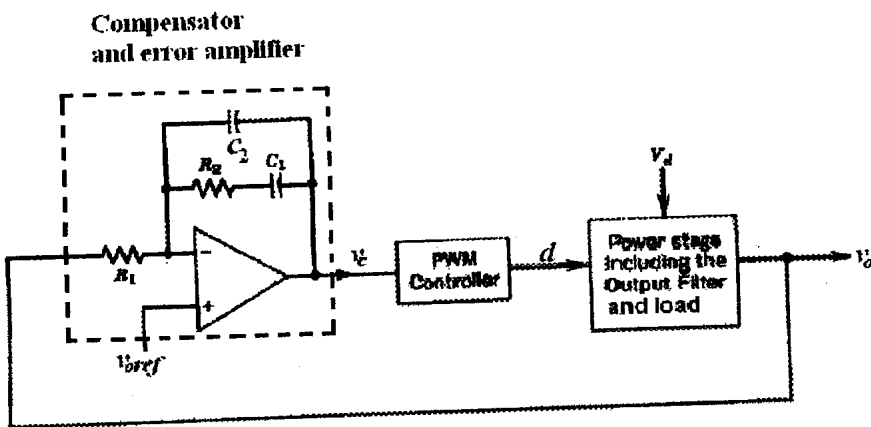 Compensator
and error amplifier
C2
R2
C1
R1
vc
voref
PWM
Controller
d
Vd
Power stage
including the
Output Filter
and load
vo